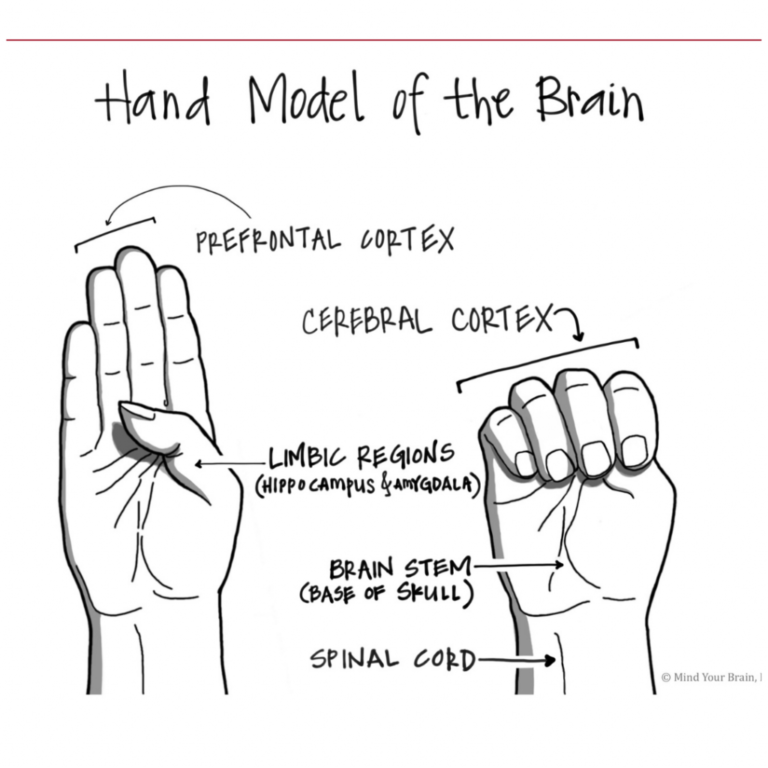 Hand Model of the Brain
PREFRONTAL CORTEX
CEREBRAL CORTEX
LIMBIC REGIONS
(HIPPOCAMPUS & AMYGDALA)
BRAIN STEM
(BASE OF SKULL)
SPINAL CORD
© Mind Your Brain,